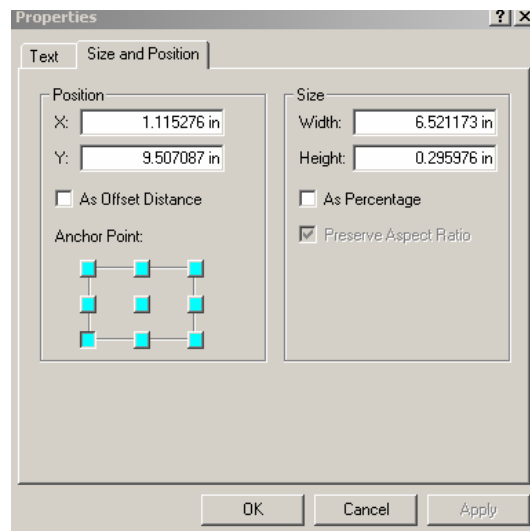 Properties
Text
Size and Position
Position
X: 1.115276 in
Y: 9.507087 in
As Offset Distance
Anchor Point:
Size
Width: 6.521173 in
Height: 0.295976 in
As Percentage
Preserve Aspect Ratio
OK
Cancel
Apply